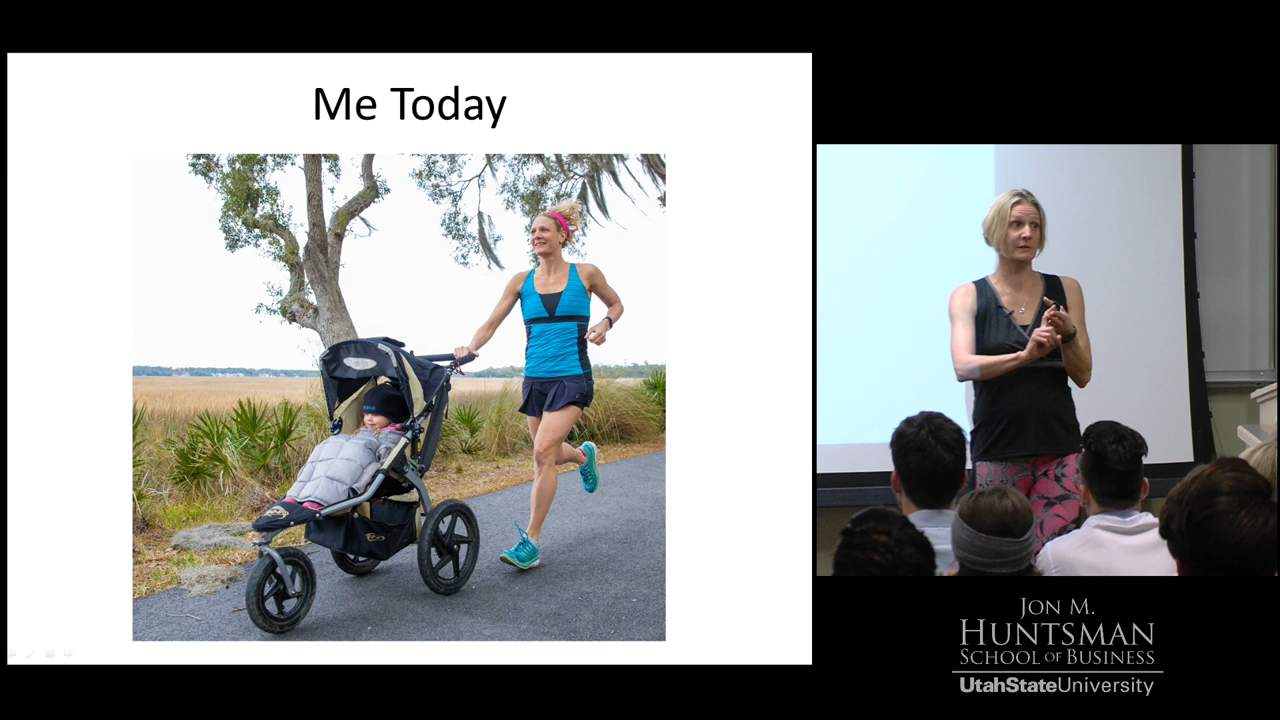 Me Today
JON M.
HUNTSMAN
SCHOOL OF BUSINESS
UtahStateUniversity